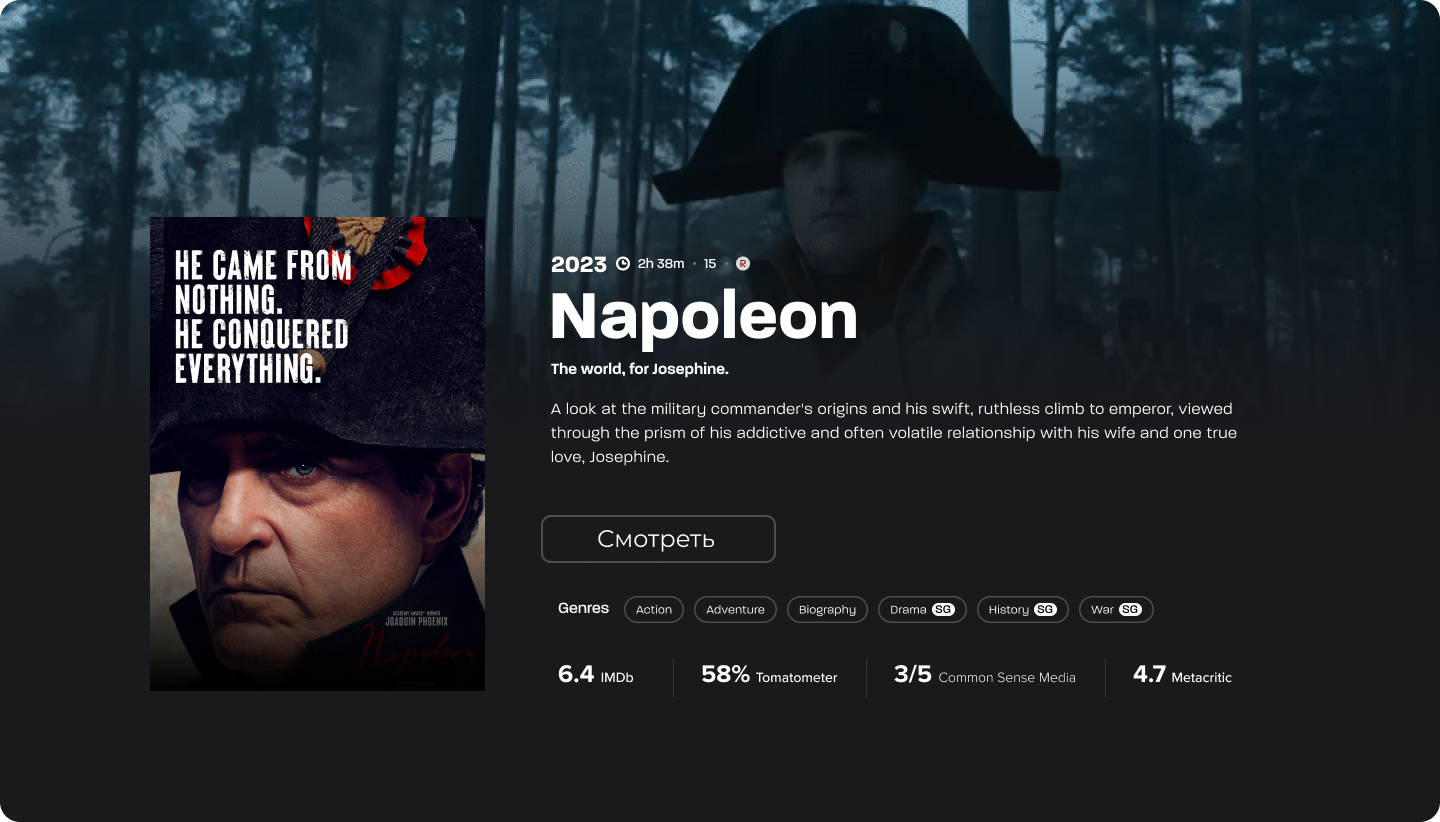 HE CAME FROM
NOTHING.
HE CONQUERED
EVERYTHING.
ACADEMY AWARD® WINNER
JOAQUIN PHOENIX
Napoleon
2023 2h 38m • 15 • R
Napoleon
The world, for Josephine.
A look at the military commander's origins and his swift, ruthless climb to emperor, viewed
through the prism of his addictive and often volatile relationship with his wife and one true
love, Josephine.
Смотреть
Genres Action Adventure Biography Drama SG History SG War SG
6.4 IMDb 58% Tomatometer 3/5 Common Sense Media 4.7 Metacritic